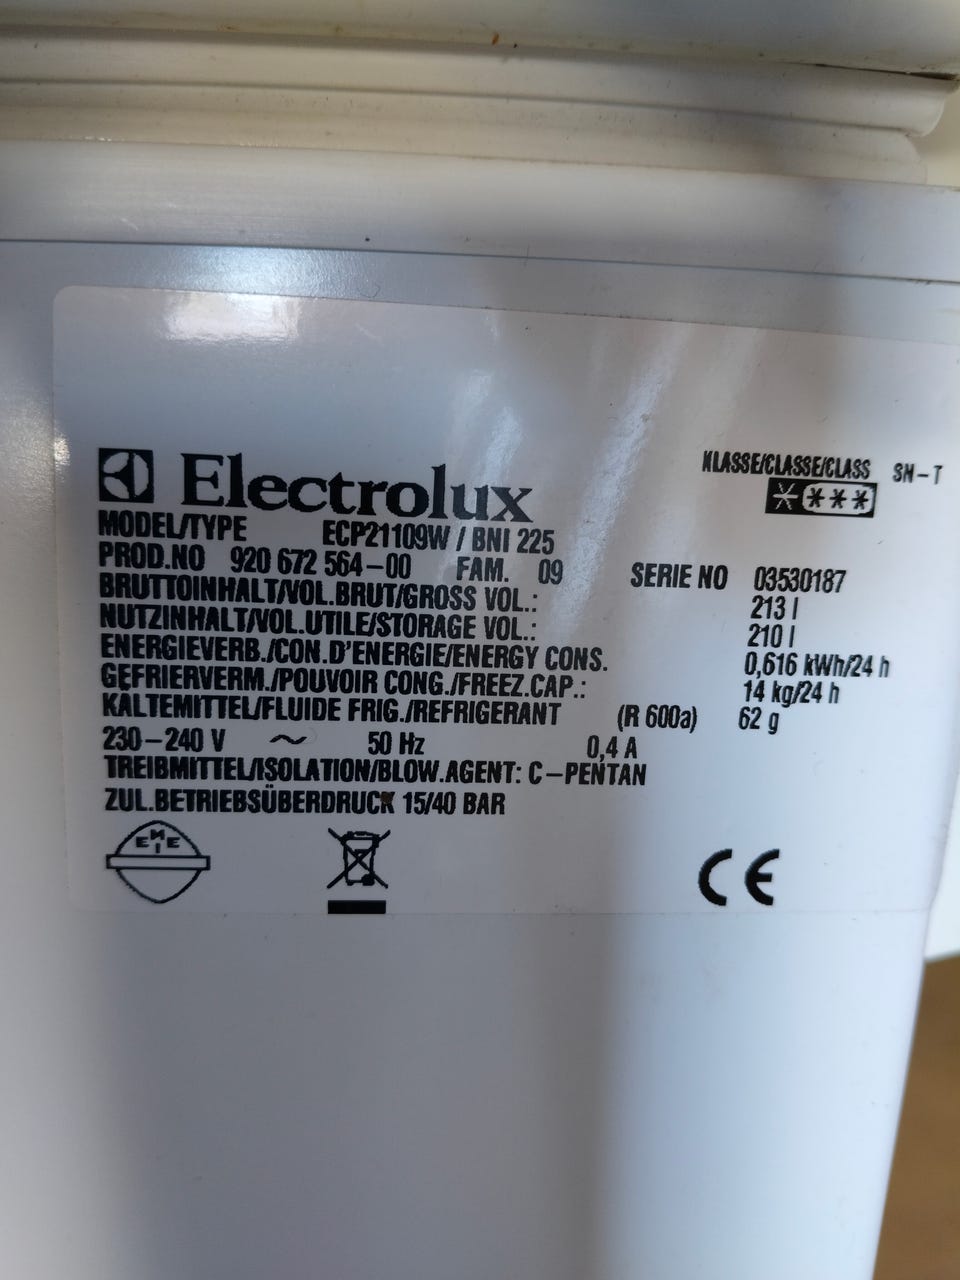 Electrolux
KLASSE/CLASSE/CLASS SN-T
MODEL/TYPE ECP21109W / BNI 225
PROD.NO 920 672 564-00 FAM. 09 SERIE NO 03530187
BRUTTOINHALT/VOL.BRUT/GROSS VOL.: 213 l
NUTZINHALT/VOL.UTILE/STORAGE VOL.: 210 l
ENERGIEVERB./CON.D'ENERGIE/ENERGY CONS. 0,616 kWh/24 h
GEFRIERVERM./POUVOIR CONG./FREEZ.CAP.: 14 kg/24 h
KÄLTEMITTEL/FLUIDE FRIG./REFRIGERANT (R 600a) 62 g
230-240 V ~ 50 Hz 0,4 A
TREIBMITTEL/ISOLATION/BLOW.AGENT: C-PENTAN
ZUL.BETRIEBSÜBERDRUCK 15/40 BAR
CE